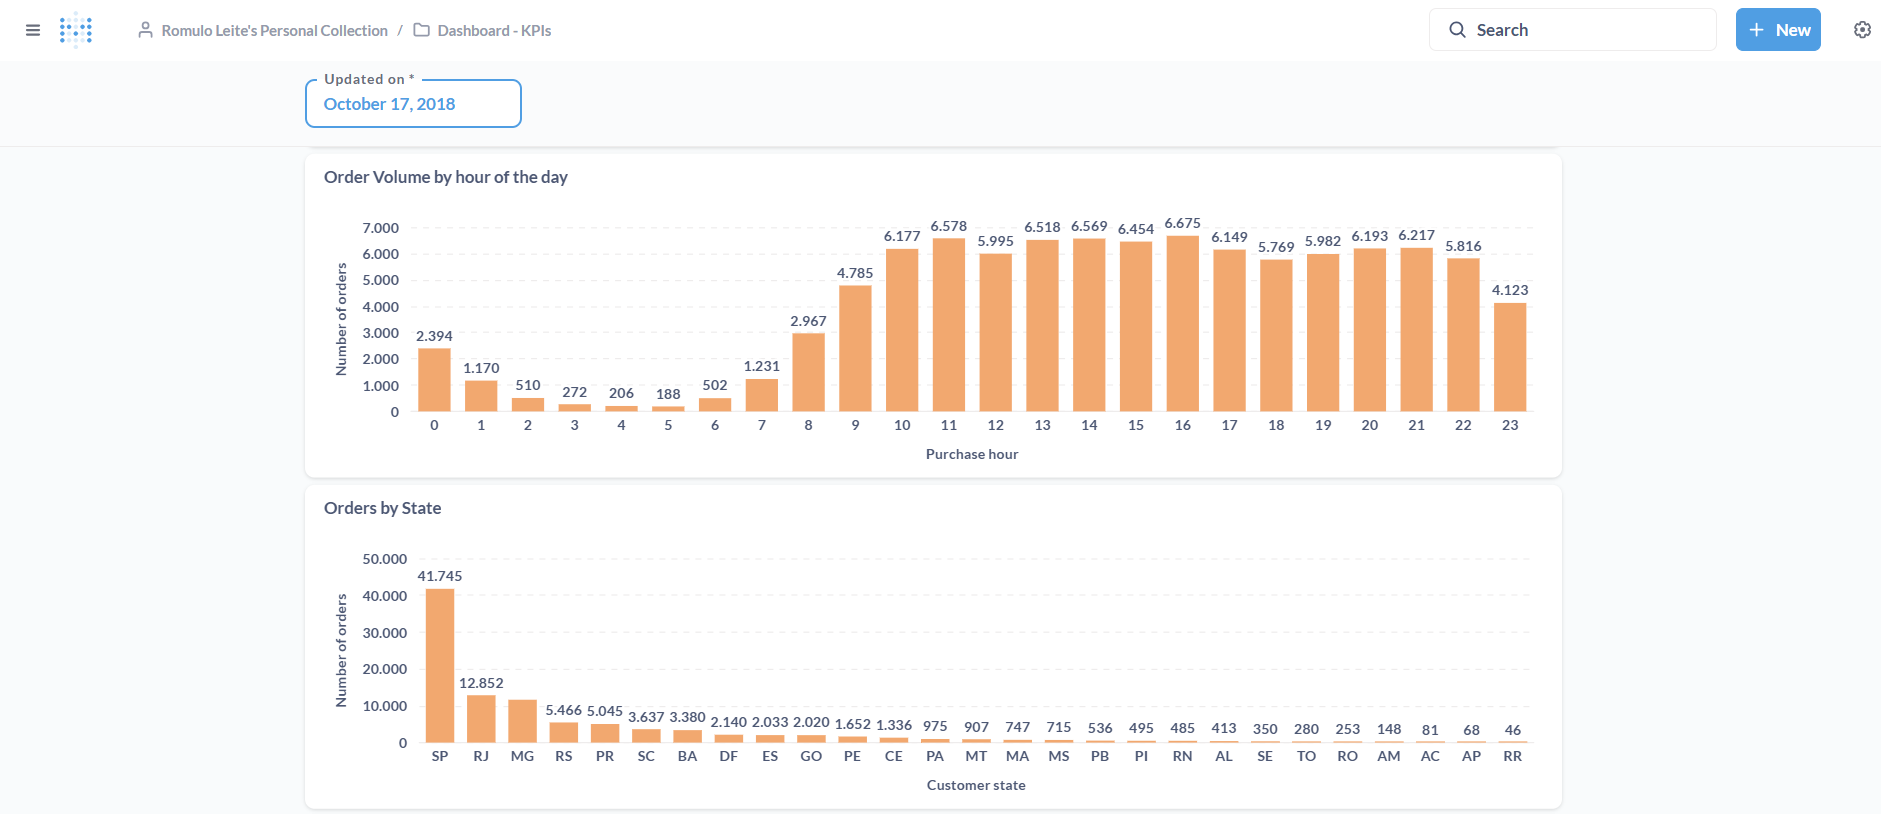 Romulo Leite's Personal Collection / Dashboard - KPIs
Search
New
Updated on *
October 17, 2018
Order Volume by hour of the day
Number of orders
7.000
6.000
5.000
4.000
3.000
2.000
1.000
0
2.394 1.170 510 272 206 188 502 1.231 2.967 4.785 6.177 6.578 5.995 6.518 6.569 6.454 6.675 6.149 5.769 5.982 6.193 6.217 5.816 4.123
0 1 2 3 4 5 6 7 8 9 10 11 12 13 14 15 16 17 18 19 20 21 22 23
Purchase hour
Orders by State
Number of orders
50.000
40.000
30.000
20.000
10.000
0
41.745 12.852 5.466 5.045 3.637 3.380 2.140 2.033 2.020 1.652 1.336 975 907 747 715 536 495 485 413 350 280 253 148 81 68 46
SP RJ MG RS PR SC BA DF ES GO PE CE PA MT MA MS PB PI RN AL SE TO RO AM AC AP RR
Customer state